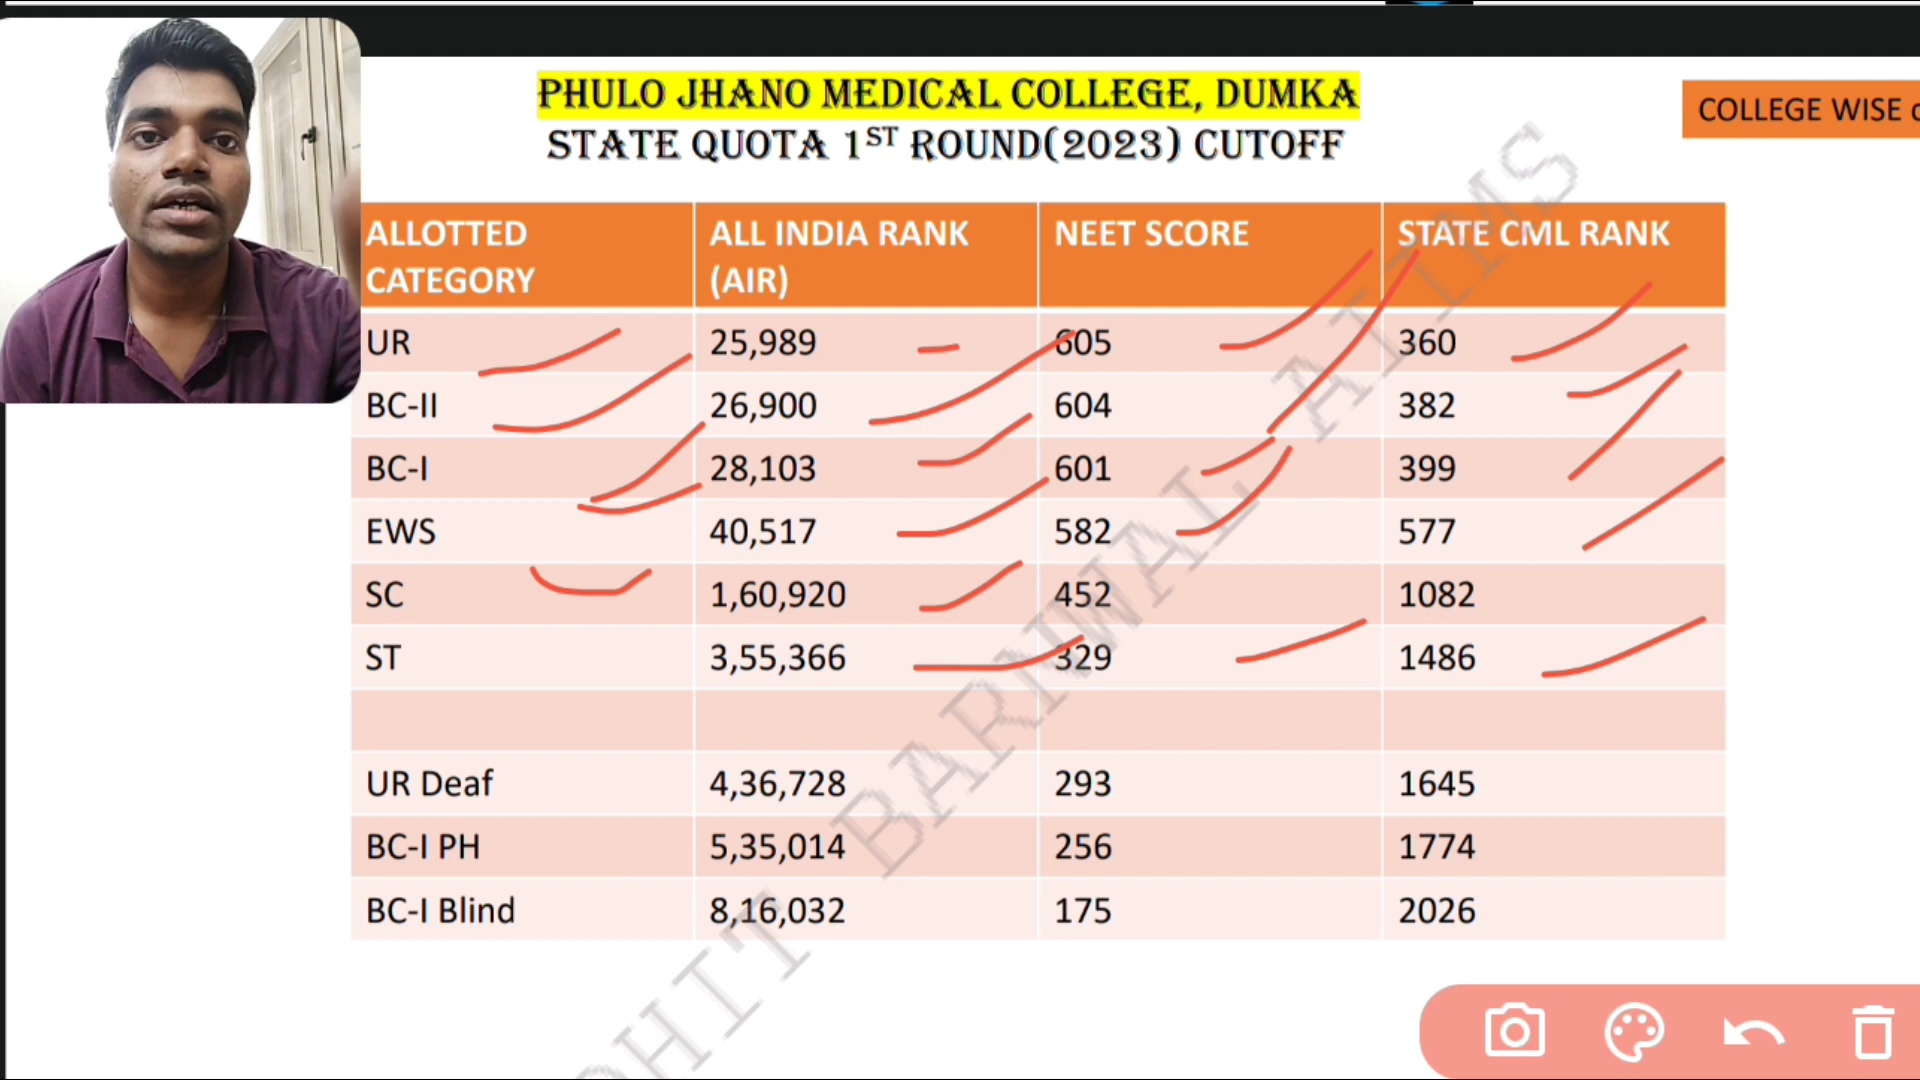 PHULO JHANO MEDICAL COLLEGE, DUMKA
STATE QUOTA 1ST ROUND(2023) CUTOFF
COLLEGE WISE
ALLOTTED CATEGORY ALL INDIA RANK (AIR) NEET SCORE STATE CML RANK
UR 25,989 605 360
BC-II 26,900 604 382
BC-I 28,103 601 399
EWS 40,517 582 577
SC 1,60,920 452 1082
ST 3,55,366 329 1486
UR Deaf 4,36,728 293 1645
BC-I PH 5,35,014 256 1774
BC-I Blind 8,16,032 175 2026
BARNWAL AIIMS